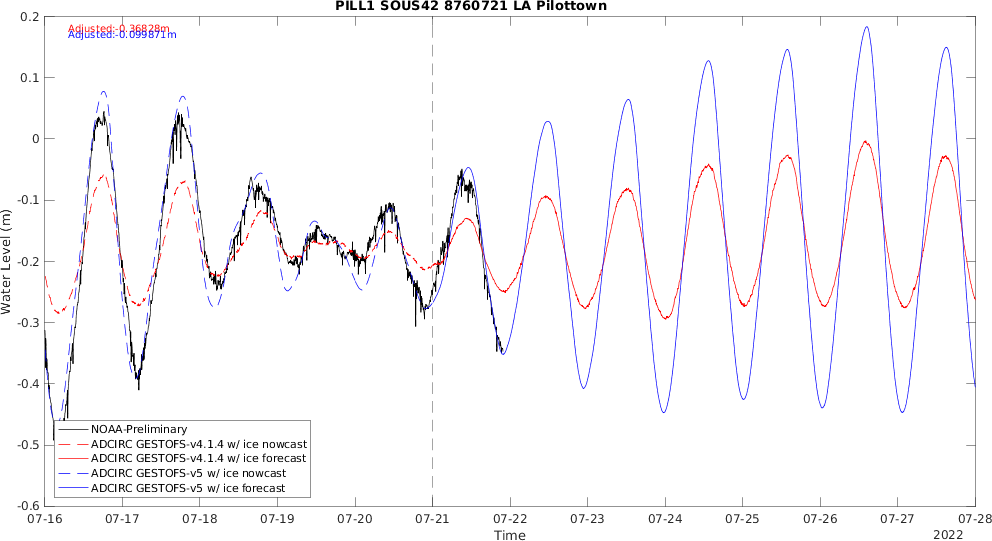 PILL1 SOUS42 8760721 LA Pilottown
Adjusted:-0.36828m
Adjusted:-0.099871m
0.2
0.1
0
-0.1
-0.2
-0.3
-0.4
-0.5
-0.6
Water Level (m)
NOAA-Preliminary
ADCIRC GESTOFS-v4.1.4 w/ ice nowcast
ADCIRC GESTOFS-v4.1.4 w/ ice forecast
ADCIRC GESTOFS-v5 w/ ice nowcast
ADCIRC GESTOFS-v5 w/ ice forecast
07-16 07-17 07-18 07-19 07-20 07-21 07-22 07-23 07-24 07-25 07-26 07-27 07-28
Time
2022